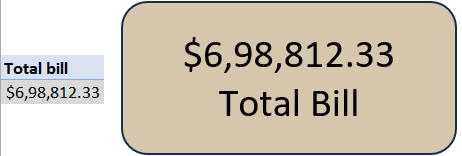 Total bill
$6,98,812.33
$6,98,812.33
Total Bill